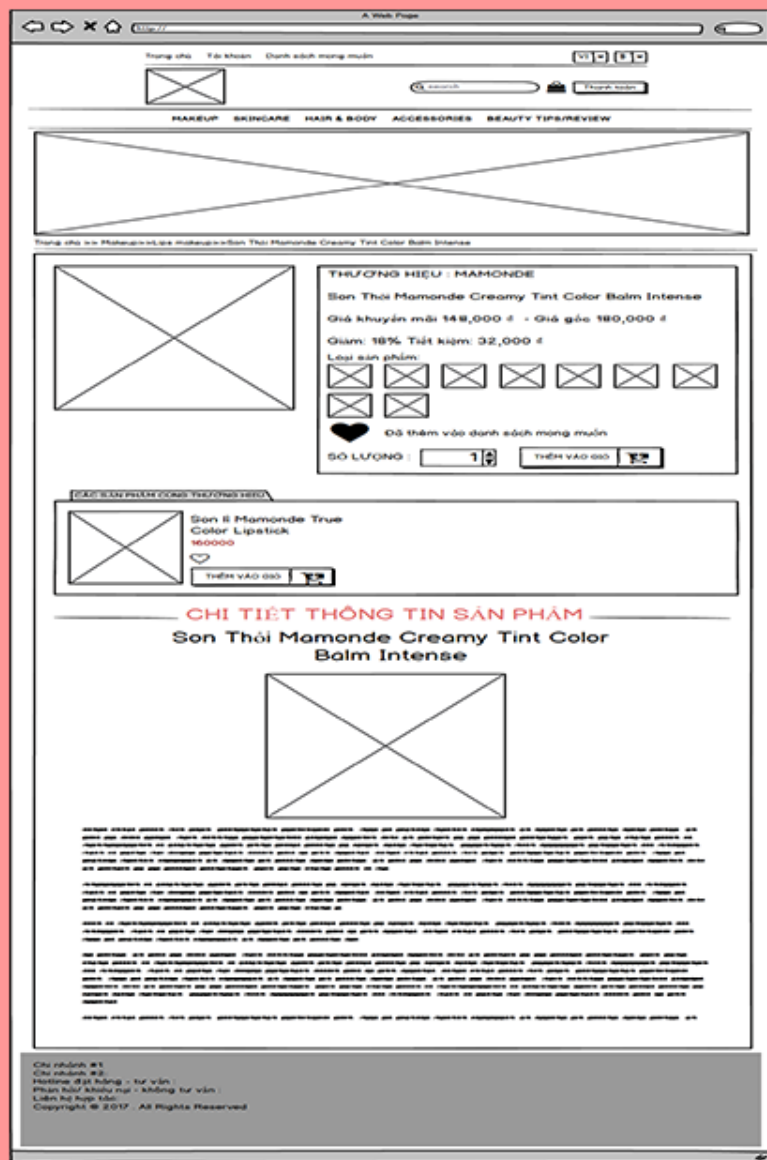 A Web Page
http://
Trang chủ Tài khoản Danh sách mong muốn VI
search Thanh toán
MAKEUP SKINCARE HAIR & BODY ACCESSORIES BEAUTY TIPS/REVIEW
Trang chủ >> Makeup>>Lips makeup>>Son Thỏi Mamonde Creamy Tint Color Balm Intense
THƯƠNG HIỆU : MAMONDE
Son Thỏi Mamonde Creamy Tint Color Balm Intense
Giá khuyến mãi 148,000 đ - Giá gốc 180,000 đ
Giảm: 18% Tiết kiệm: 32,000 đ
Loại sản phẩm:
Đã thêm vào danh sách mong muốn
SỐ LƯỢNG : 1 THÊM VÀO GIỎ
CÁC SẢN PHẨM CÙNG THƯƠNG HIỆU
Son lì Mamonde True
Color Lipstick
160000
THÊM VÀO GIỎ
CHI TIẾT THÔNG TIN SẢN PHẨM
Son Thỏi Mamonde Creamy Tint Color
Balm Intense
Chi nhánh #1
Chi nhánh #2:
Hotline đặt hàng - tư vấn :
Phản hồi/ khiếu nại - không tư vấn :
Liên hệ hợp tác:
Copyright © 2017 . All Rights Reserved